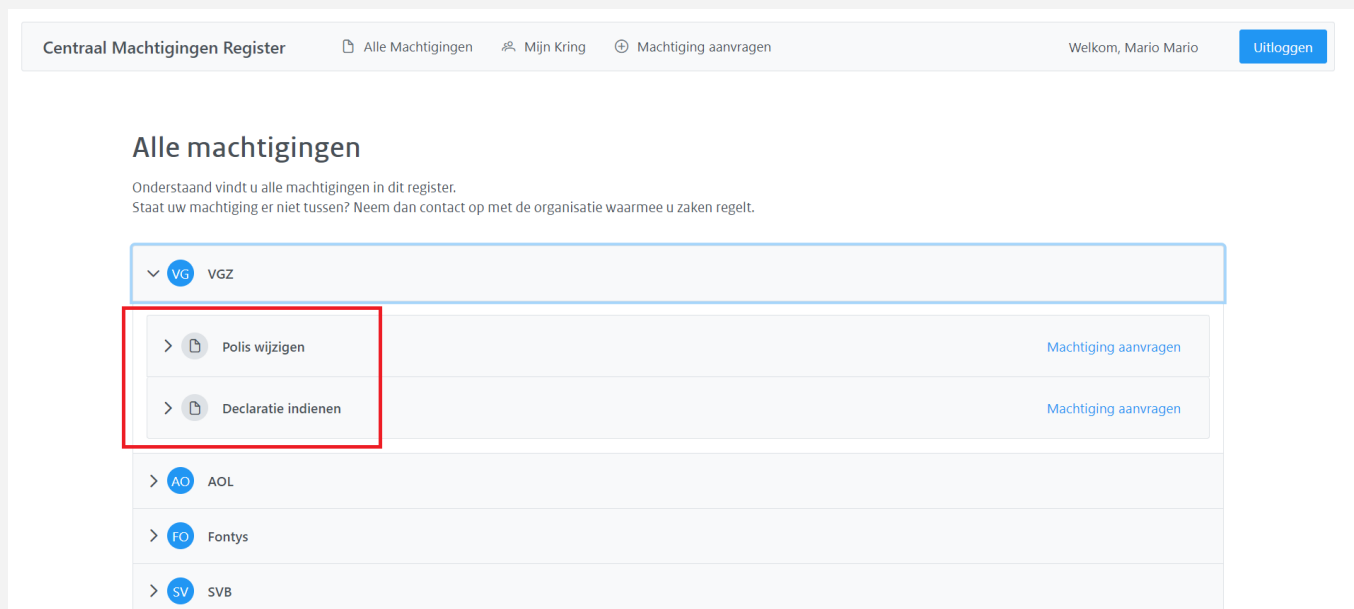 Centraal Machtigingen Register Alle Machtigingen Mijn Kring Machtiging aanvragen Welkom, Mario Mario Uitloggen
Alle machtigingen
Onderstaand vindt u alle machtigingen in dit register.
Staat uw machtiging er niet tussen? Neem dan contact op met de organisatie waarmee u zaken regelt.
VG VGZ
Polis wijzigen Machtiging aanvragen
Declaratie indienen Machtiging aanvragen
AO AOL
FO Fontys
SV SVB